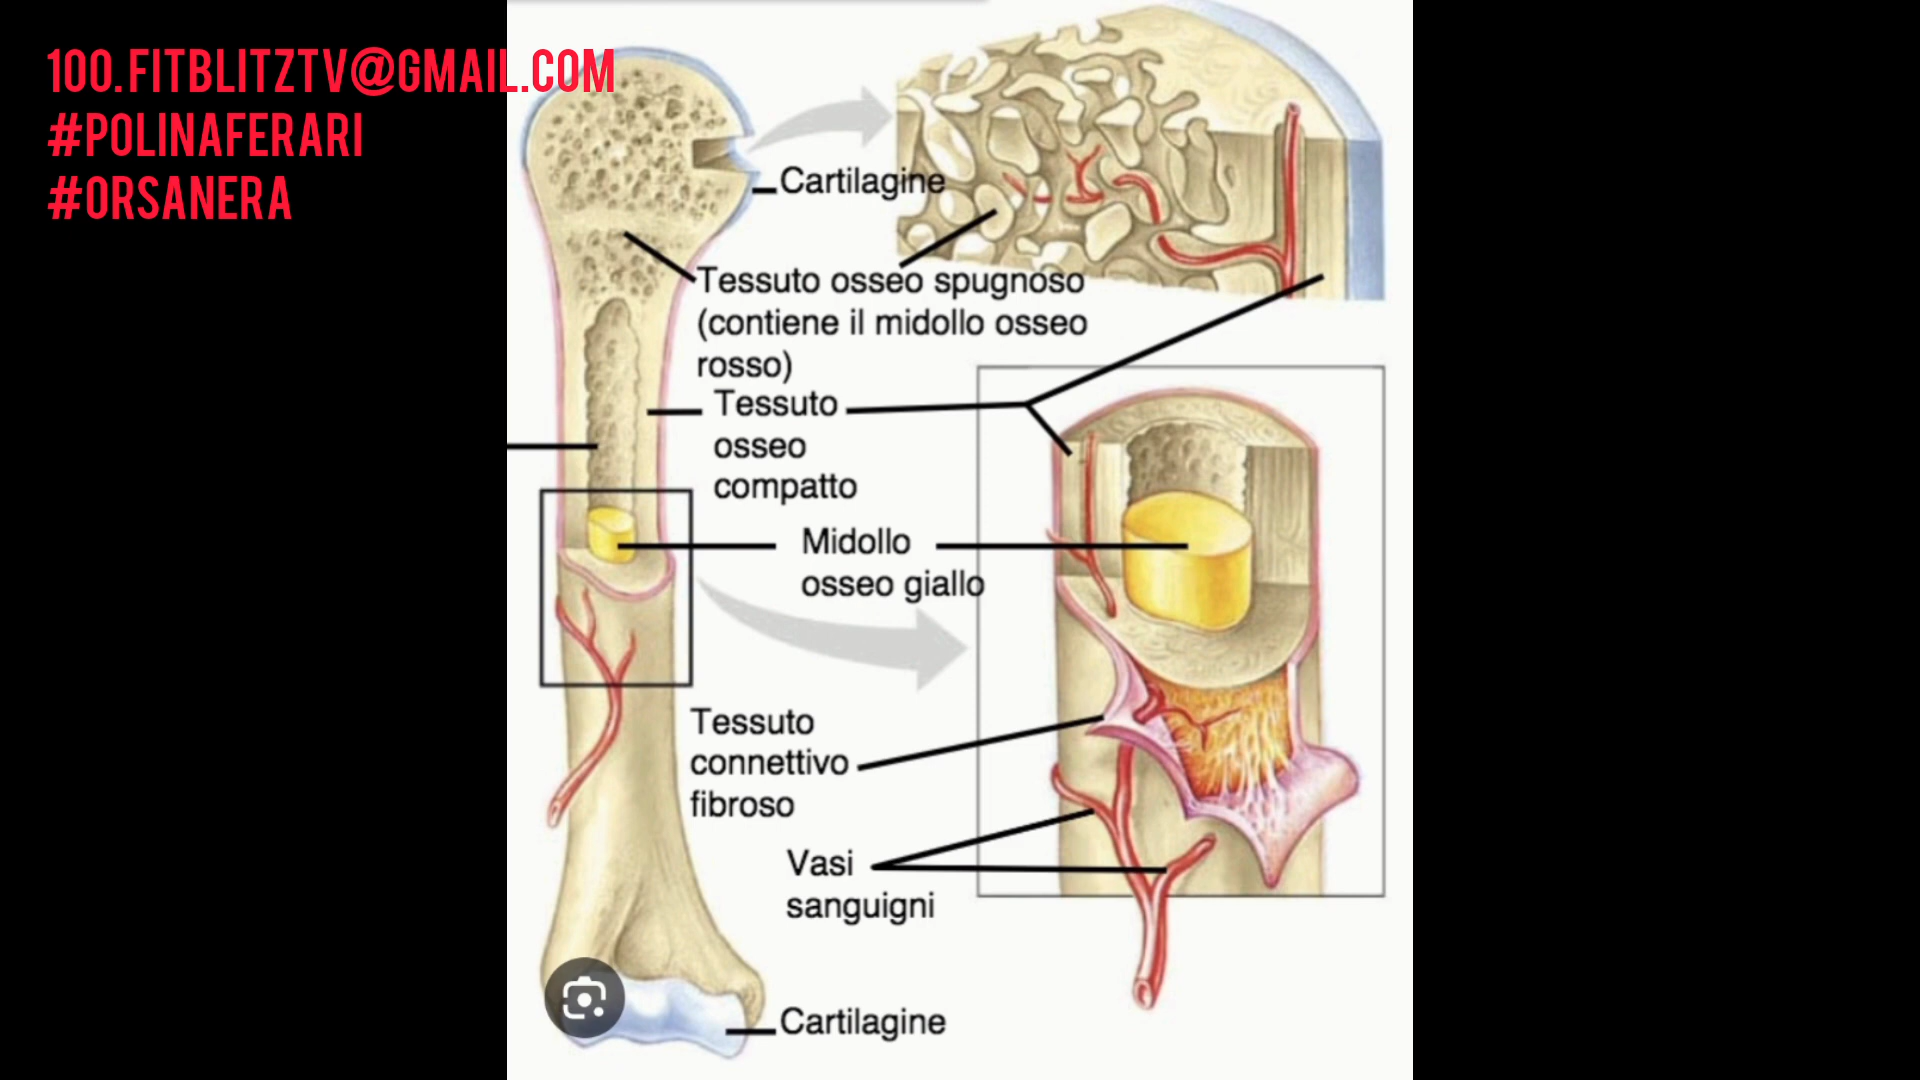 100.FITBLITZTV@GMAIL.COM
#POLINAFERARI
#ORSANERA
Cartilagine
Tessuto osseo spugnoso
(contiene il midollo osseo
rosso)
Tessuto
osseo
compatto
Midollo
osseo giallo
Tessuto
connettivo
fibroso
Vasi
sanguigni
Cartilagine